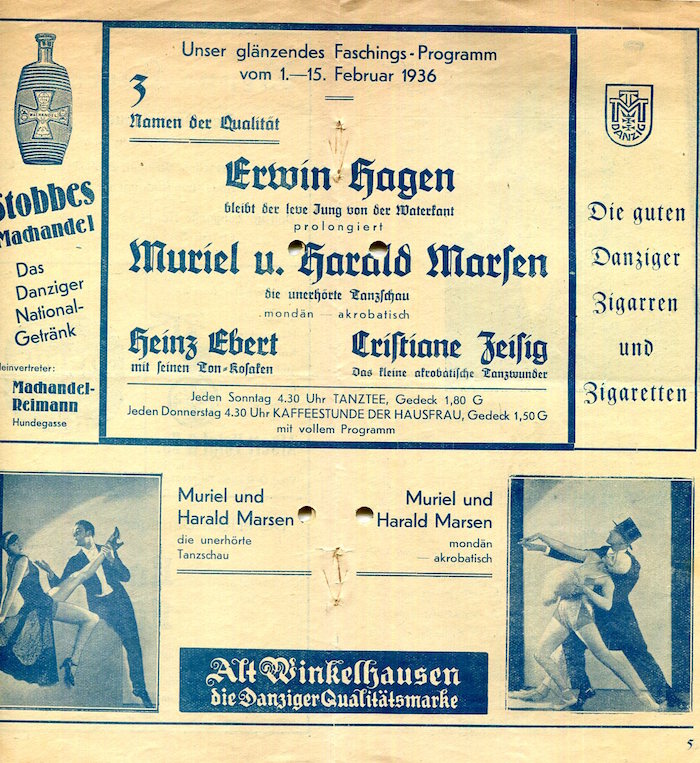 Stobbes
Machandel
Das
Danziger
National-
Getränk
leinvertreter:
Machandel-
Reimann
Hundegasse
Unser glänzendes Faschings-Programm
vom 1.—15. Februar 1936
3
Namen der Qualität
Erwin Hagen
bleibt der seve Jung von der Waterkant
prolongiert
Muriel u. Harald Marsen
die unerhörte Tanzschau
mondän — akrobatisch
Heinz Ebert
mit seinen Ton-Kosaken
Cristiane Zeisig
Das kleine akrobatische Tanzwunder
Jeden Sonntag 4.30 Uhr TANZTEE, Gedeck 1,80 G
Jeden Donnerstag 4.30 Uhr KAFFEESTUNDE DER HAUSFRAU, Gedeck 1,50 G
mit vollem Programm
DANZIG
Die guten
Danziger
Zigarren
und
Zigaretten
Muriel und
Harald Marsen
die unerhörte
Tanzschau
Muriel und
Harald Marsen
mondän
— akrobatisch
Alt Winkelhausen
die Danziger Qualitätsmarke
5